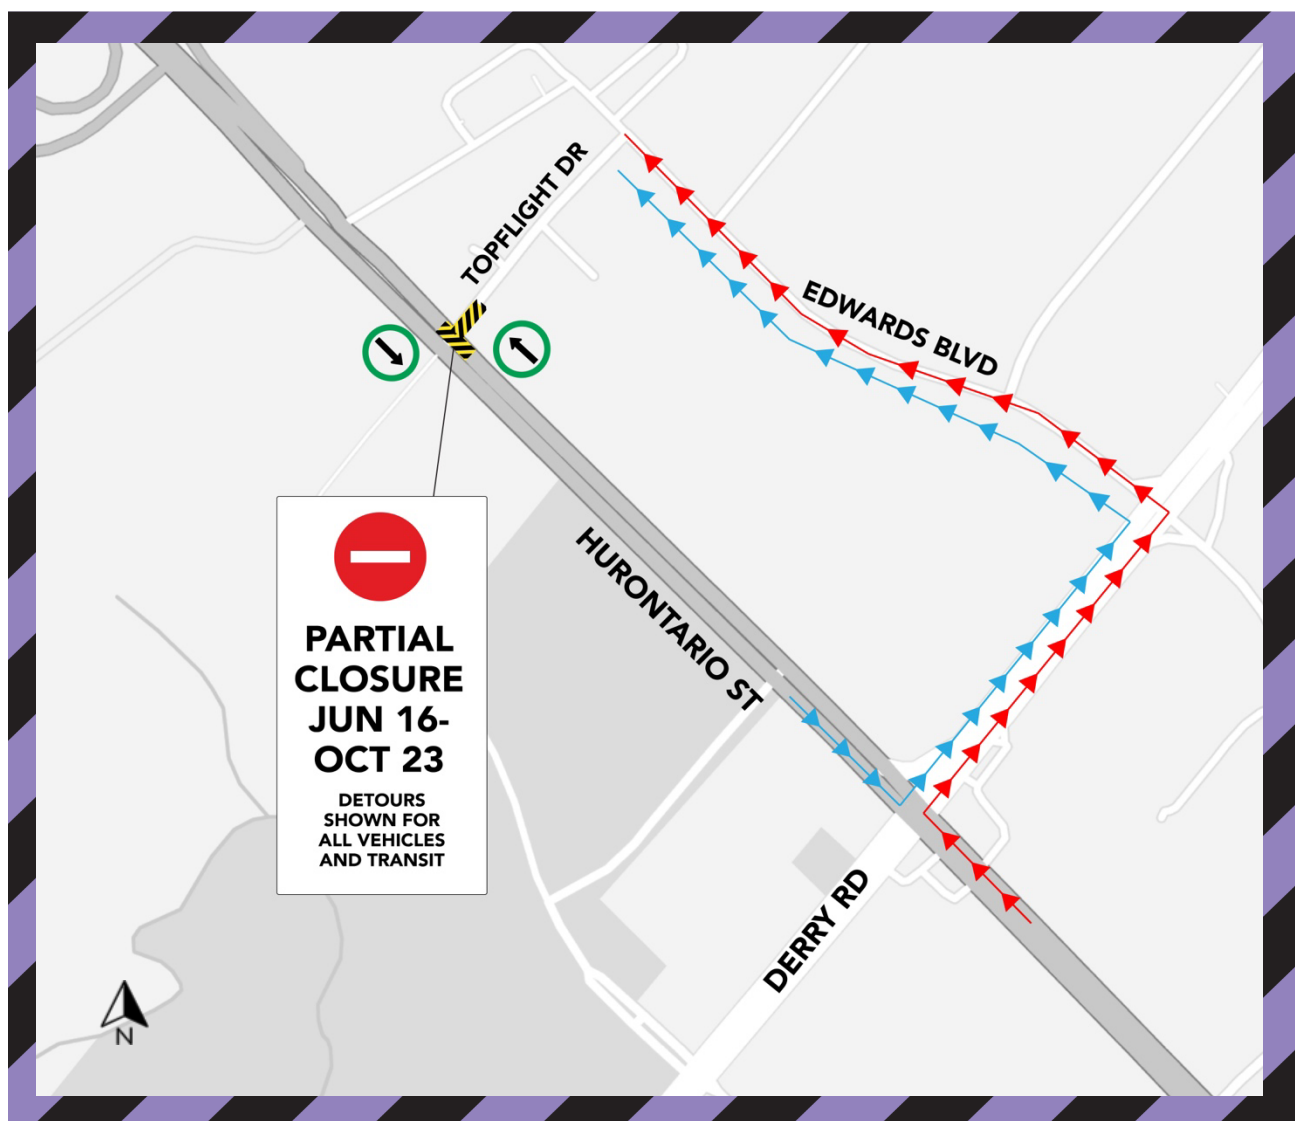 TOPFLIGHT DR
EDWARDS BLVD
HURONTARIO ST
PARTIAL
CLOSURE
JUN 16-
OCT 23
DETOURS
SHOWN FOR
ALL VEHICLES
AND TRANSIT
DERRY RD
N